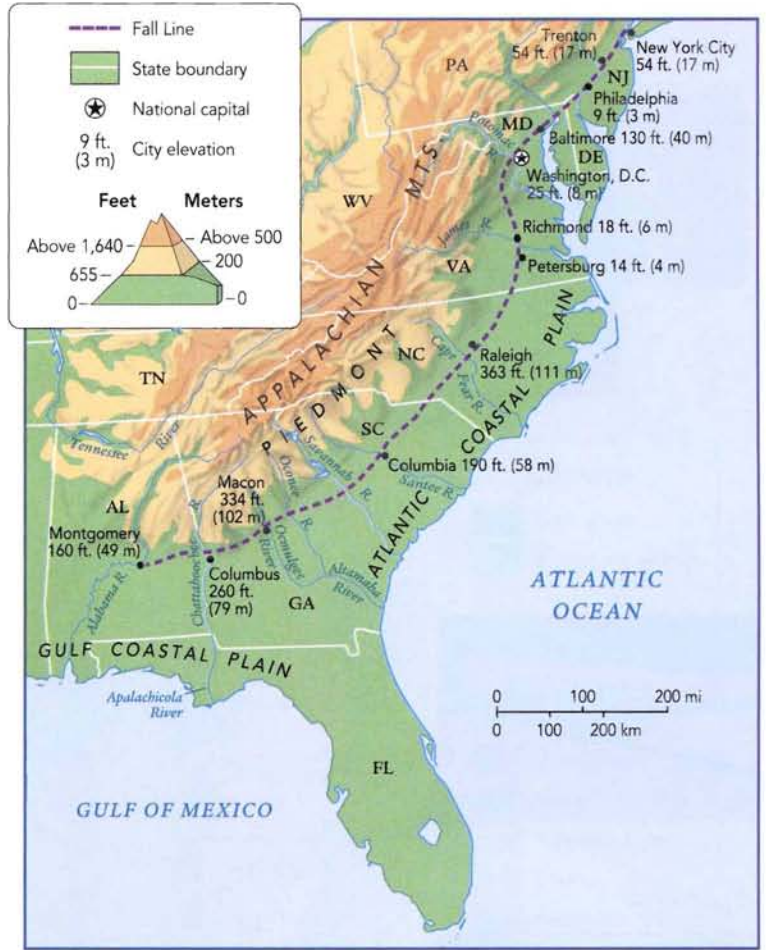 Fall Line
State boundary
National capital
9 ft.
(3 m)
City elevation
Feet
Meters
Above 1,640
Above 500
655
200
0
0
Trenton
54 ft. (17 m)
New York City
54 ft. (17 m)
PA
NJ
Philadelphia
9 ft. (3 m)
MD
Potomac
R.
Baltimore 130 ft. (40 m)
DE
Washington, D.C.
25 ft. (8 m)
MTS.
WV
James R.
Richmond 18 ft. (6 m)
VA
Petersburg 14 ft. (4 m)
APPALACHIAN
PIEDMONT
NC
Cape
Fear R.
Raleigh
363 ft. (111 m)
ATLANTIC COASTAL PLAIN
TN
Tennessee
River
SC
Savannah R.
Columbia 190 ft. (58 m)
Santee R.
Oconee
R.
Macon
334 ft.
(102 m)
AL
Montgomery
160 ft. (49 m)
Chattahoochee R.
Ocmulgee
River
Columbus
260 ft.
(79 m)
Altamaha
River
Alabama R.
GA
ATLANTIC
OCEAN
GULF COASTAL PLAIN
Apalachicola
River
0 100 200 mi
0 100 200 km
FL
GULF OF MEXICO